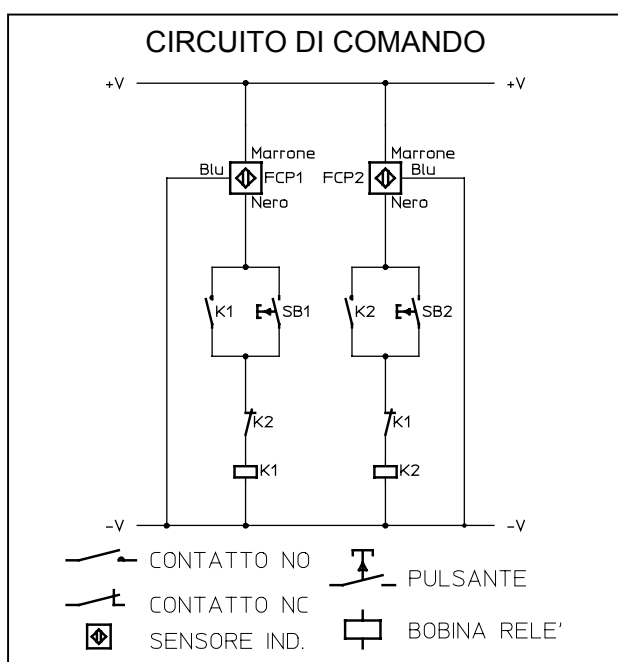 CIRCUITO DI COMANDO
+V +V
Marrone Marrone
Blu FCP1 FCP2 Blu
Nero Nero
K1 SB1 K2 SB2
K2 K1
K1 K2
-V -V
CONTATTO NO
PULSANTE
CONTATTO NC
SENSORE IND.
BOBINA RELE'